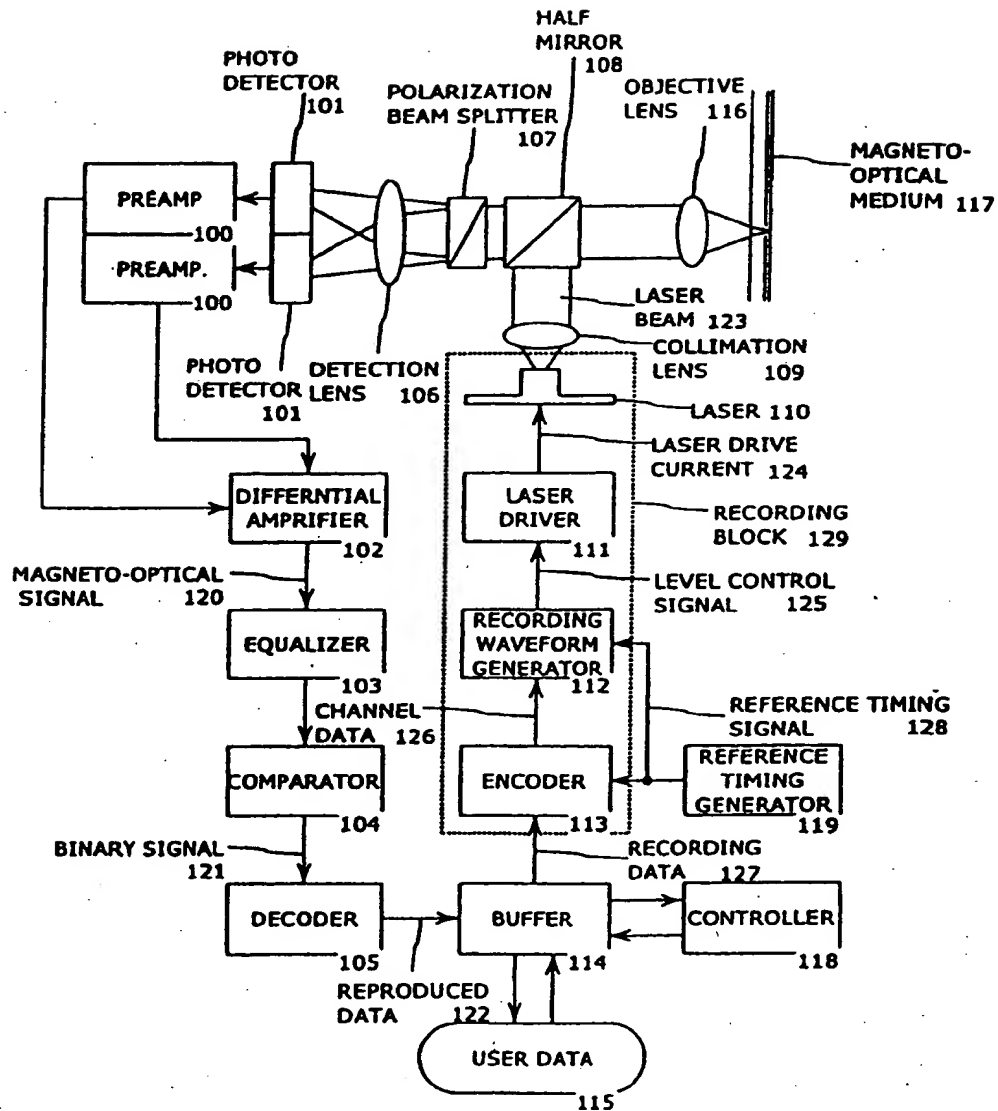 HALF
MIRROR
108
PHOTO
DETECTOR
101
POLARIZATION
BEAM SPLITTER
107
OBJECTIVE
LENS 116
MAGNETO-
OPTICAL
MEDIUM 117
PREAMP
100
PREAMP.
100
PHOTO
DETECTOR
101
DETECTION
LENS
106
LASER
BEAM 123
COLLIMATION
LENS
109
LASER 110
LASER DRIVE
CURRENT 124
DIFFERNTIAL
AMPRIFIER
102
LASER
DRIVER
111
RECORDING
BLOCK 129
MAGNETO-OPTICAL
SIGNAL 120
LEVEL CONTROL
SIGNAL 125
EQUALIZER
103
RECORDING
WAVEFORM
GENERATOR
112
CHANNEL
DATA 126
REFERENCE TIMING
SIGNAL 128
COMPARATOR
104
ENCODER
113
REFERENCE
TIMING
GENERATOR
119
BINARY SIGNAL
121
RECORDING
DATA 127
DECODER
105
BUFFER
114
CONTROLLER
118
REPRODUCED
DATA 122
USER DATA
115